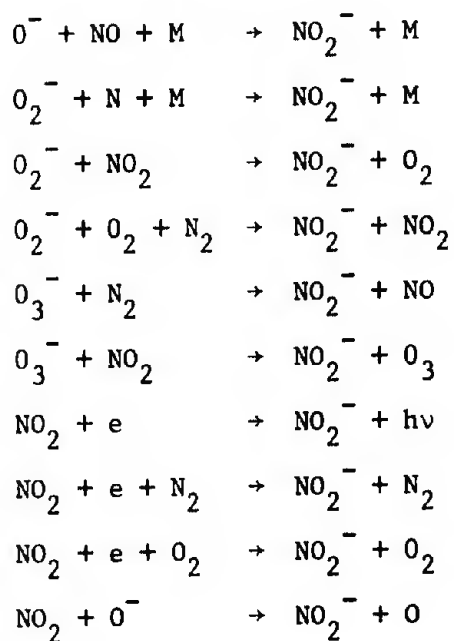 O⁻ + NO + M → NO₂⁻ + M
O₂⁻ + N + M → NO₂⁻ + M
O₂⁻ + NO₂ → NO₂⁻ + O₂
O₂⁻ + O₂ + N₂ → NO₂⁻ + NO₂
O₃⁻ + N₂ → NO₂⁻ + NO
O₃⁻ + NO₂ → NO₂⁻ + O₃
NO₂ + e → NO₂⁻ + hν
NO₂ + e + N₂ → NO₂⁻ + N₂
NO₂ + e + O₂ → NO₂⁻ + O₂
NO₂ + O⁻ → NO₂⁻ + O